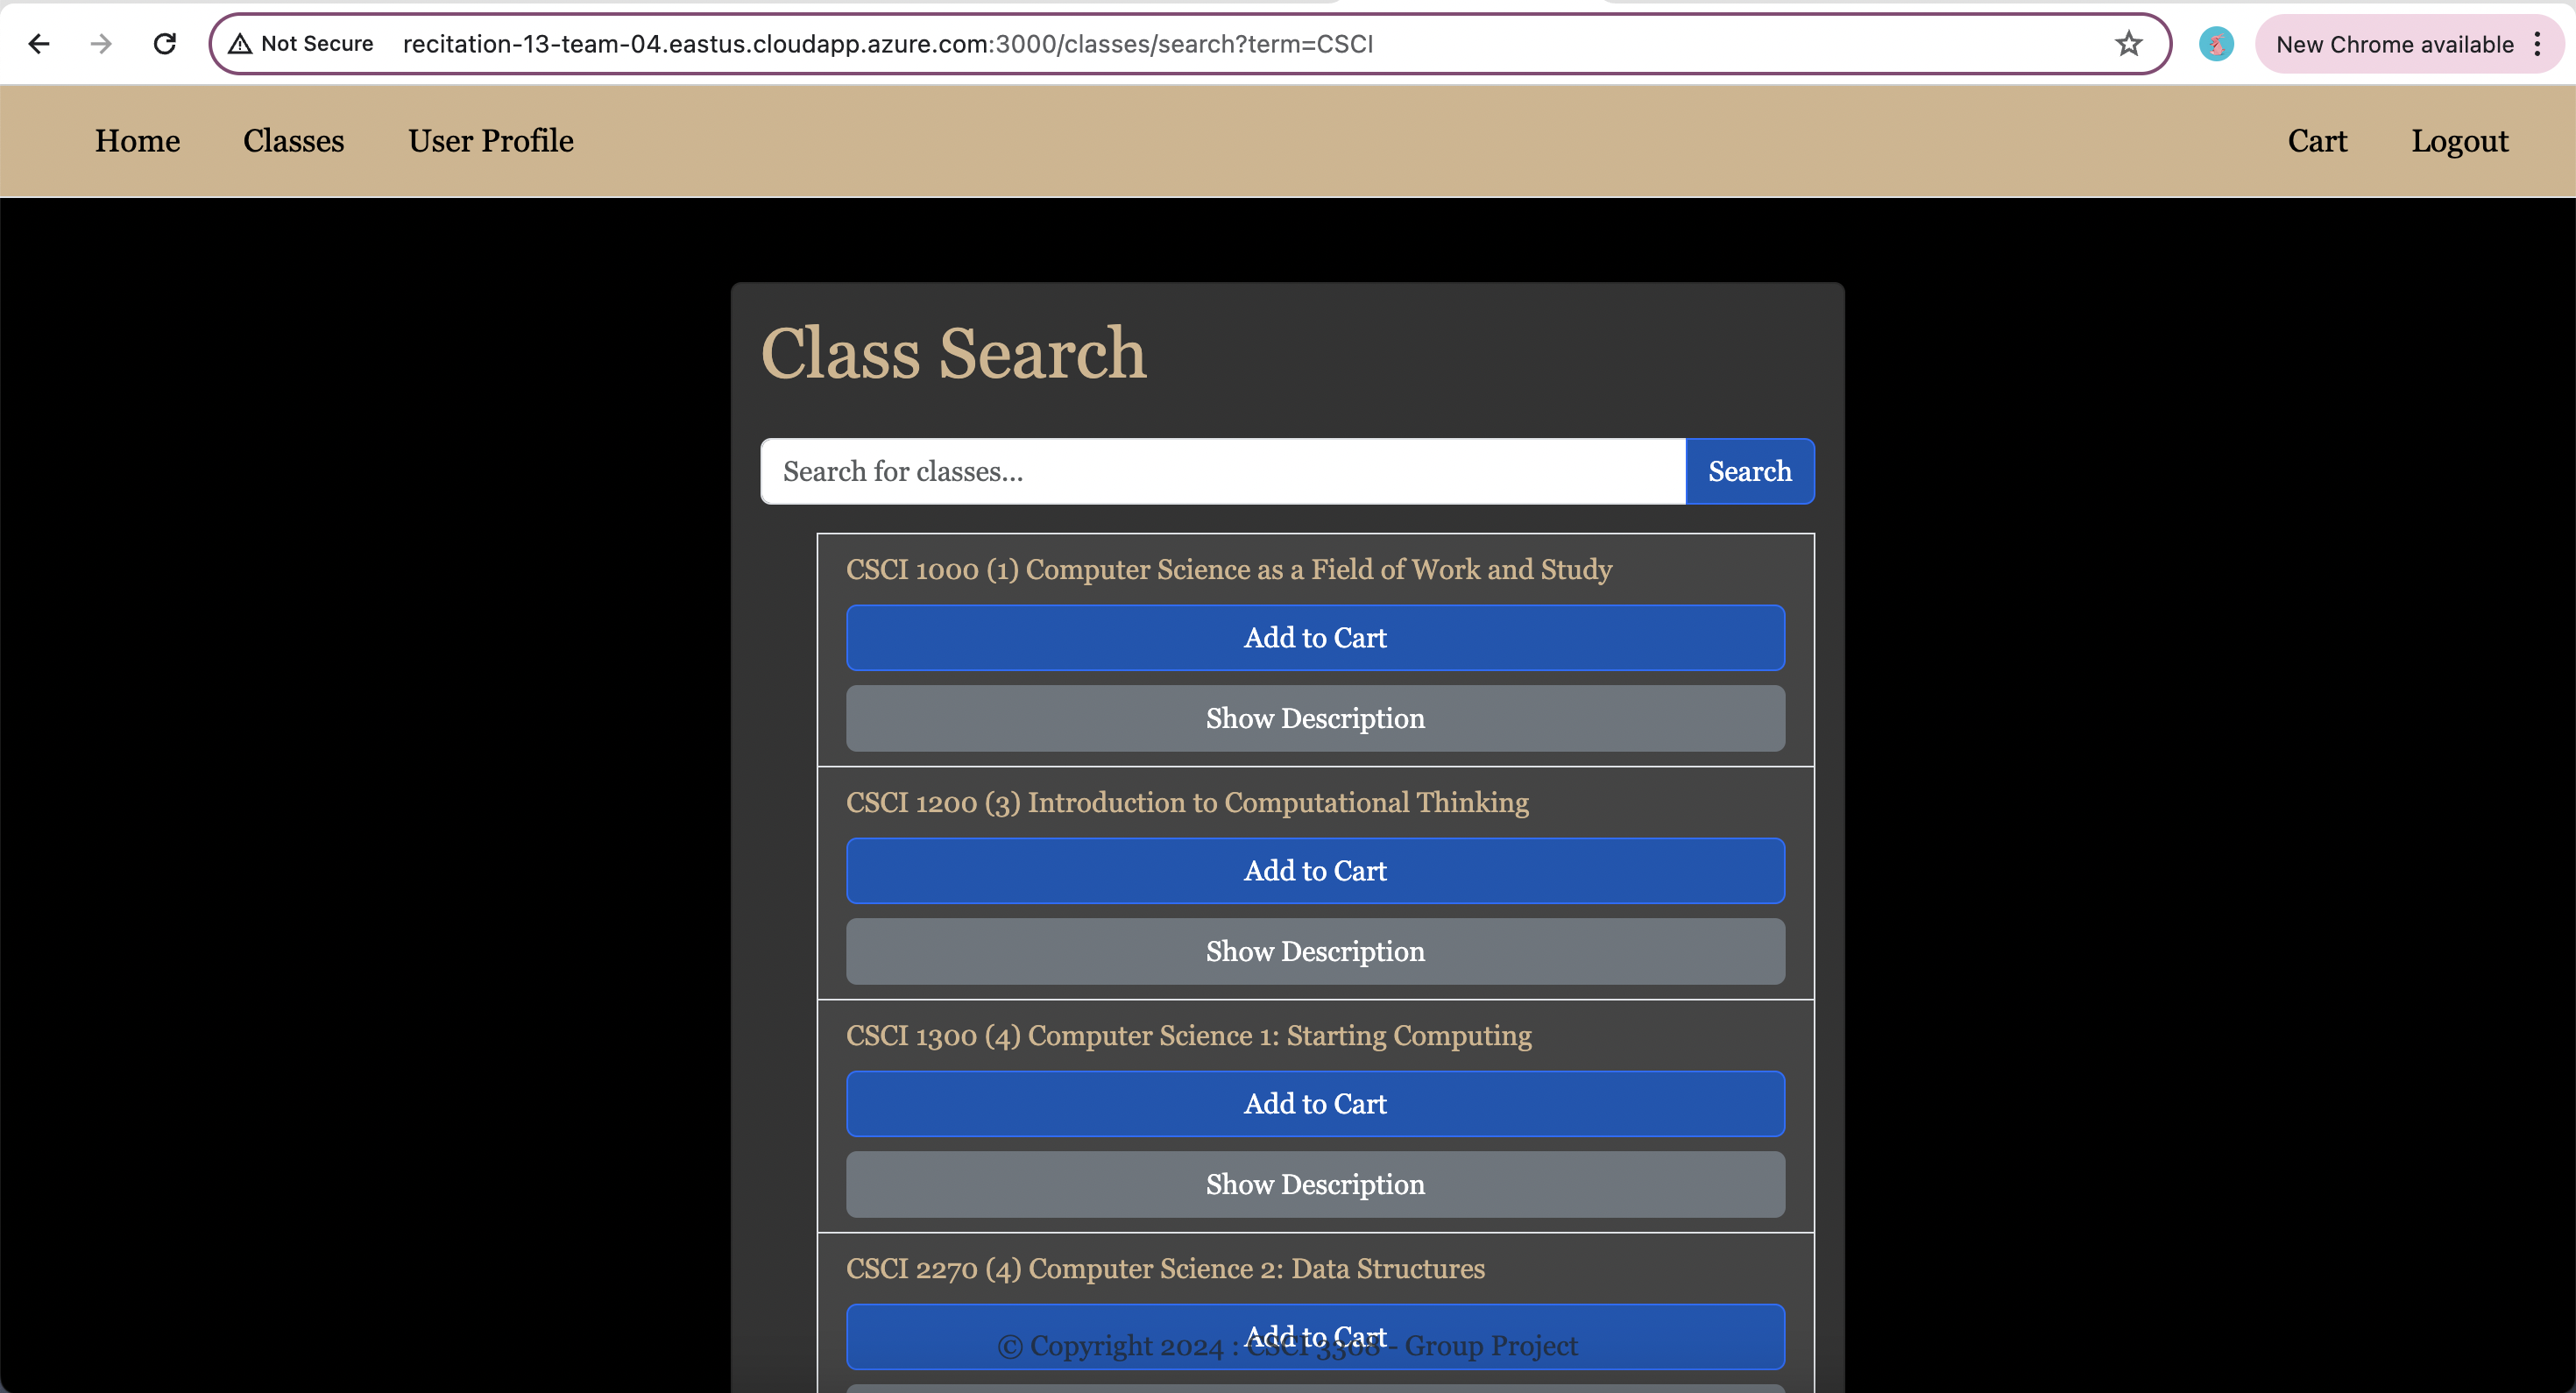 Not Secure recitation-13-team-04.eastus.cloudapp.azure.com:3000/classes/search?term=CSCI New Chrome available
Home Classes User Profile Cart Logout
Class Search
Search for classes... Search
CSCI 1000 (1) Computer Science as a Field of Work and Study
Add to Cart
Show Description
CSCI 1200 (3) Introduction to Computational Thinking
Add to Cart
Show Description
CSCI 1300 (4) Computer Science 1: Starting Computing
Add to Cart
Show Description
CSCI 2270 (4) Computer Science 2: Data Structures
Add to Cart
© Copyright 2024 : CSCI 3308 - Group Project